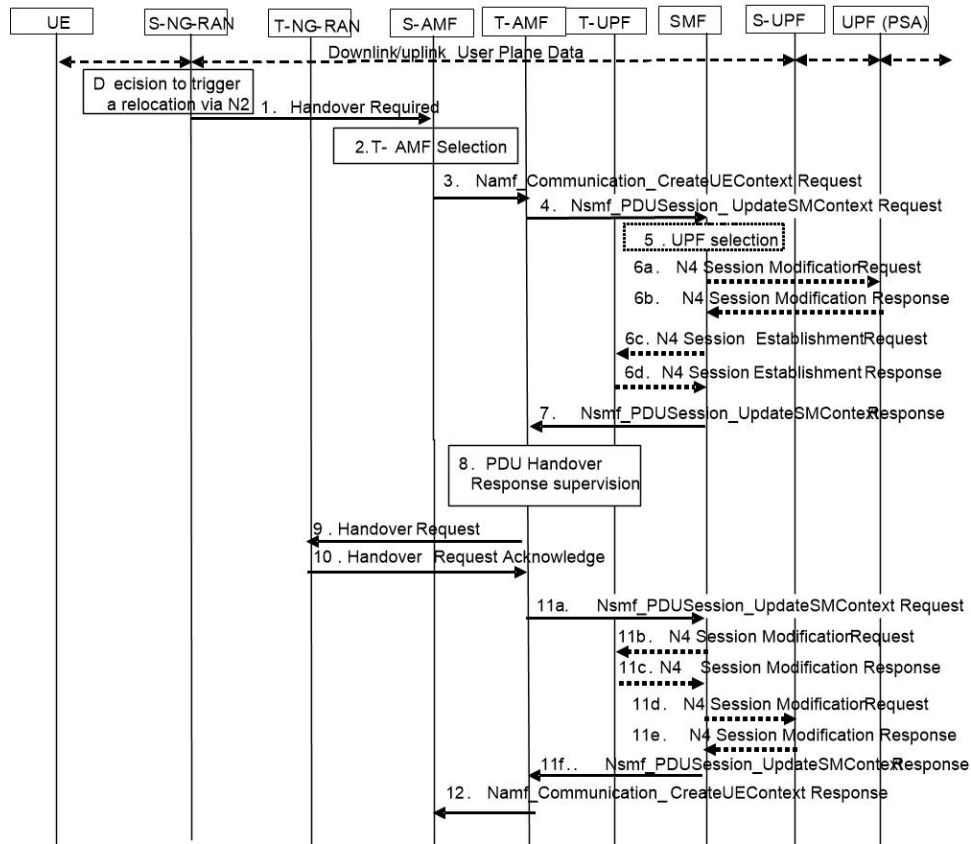 UE S-NG-RAN T-NG-RAN S-AMF T-AMF T-UPF SMF S-UPF UPF (PSA)
Downlink/uplink User Plane Data
D ecision to trigger
a relocation via N2
1. Handover Required
2.T- AMF Selection
3. Namf_Communication_CreateUEContext Request
4. Nsmf_PDUSession_ UpdateSMContext Request
5 . UPF selection
6a. N4 Session ModificationRequest
6b. N4 Session Modification Response
6c. N4 Session EstablishmentRequest
6d. N4 Session Establishment Response
7. Nsmf_PDUSession_UpdateSMContextResponse
8. PDU Handover
Response supervision
9 . Handover Request
10 . Handover Request Acknowledge
11a. Nsmf_PDUSession_UpdateSMContext Request
11b. N4 Session ModificationRequest
11c. N4 Session Modification Response
11d. N4 Session ModificationRequest
11e. N4 Session Modification Response
11f.. Nsmf_PDUSession_UpdateSMContextResponse
12. Namf_Communication_ CreateUEContext Response